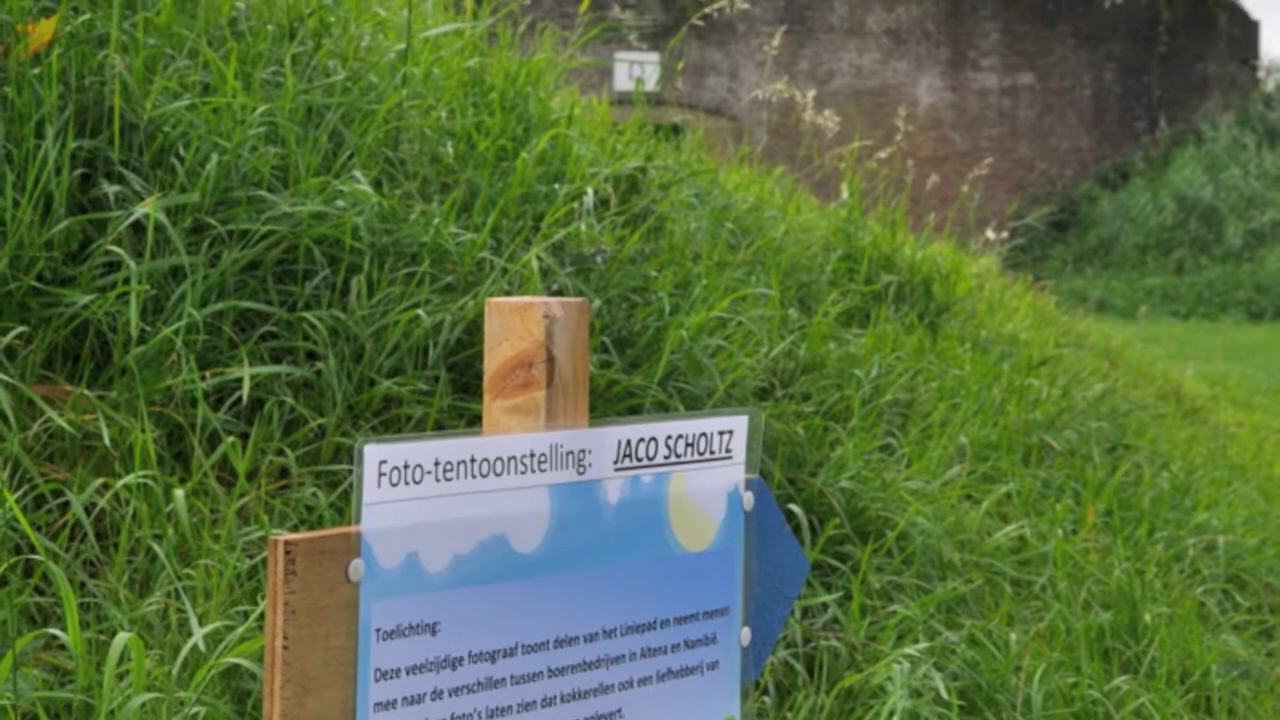 Foto-tentoonstelling: JACO SCHOLTZ
Toelichting:
Deze veelzijdige fotograaf toont delen van het Liniepad en neemt mensen
mee naar de verschillen tussen boerenbedrijven in Altena en Namibië.
foto's laten zien dat kokkerellen ook een liefhebberij van